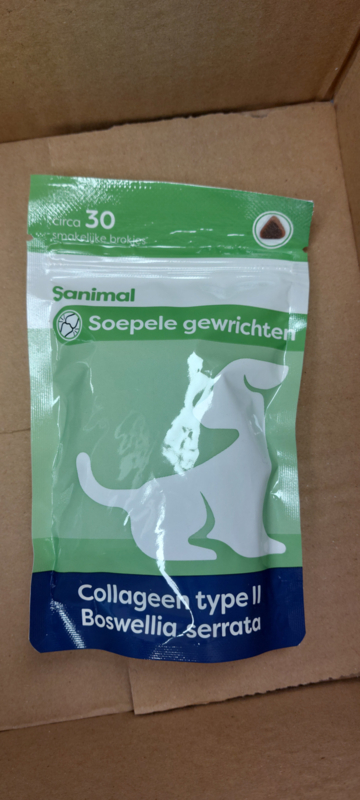 circa 30
smakelijke brokjes
Sanimal
Soepele gewrichten
Collageen type II
Boswellia serrata